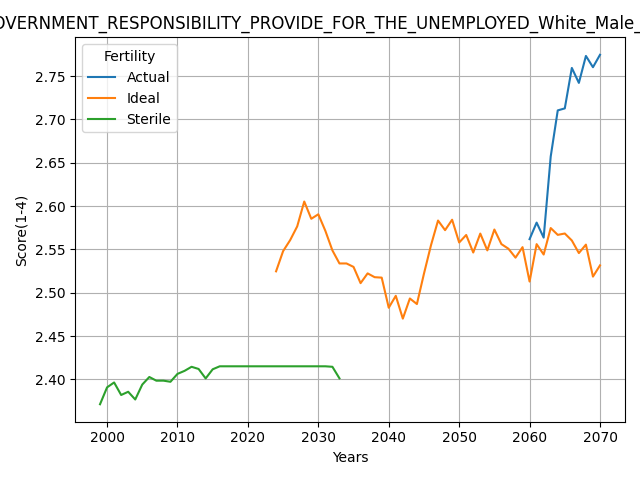 OVERNMENT_RESPONSIBILITY_PROVIDE_FOR_THE_UNEMPLOYED_White_Male_
Fertility
Actual
Ideal
Sterile
2.75
2.70
2.65
2.60
2.55
2.50
2.45
2.40
Score(1-4)
2000 2010 2020 2030 2040 2050 2060 2070
Years